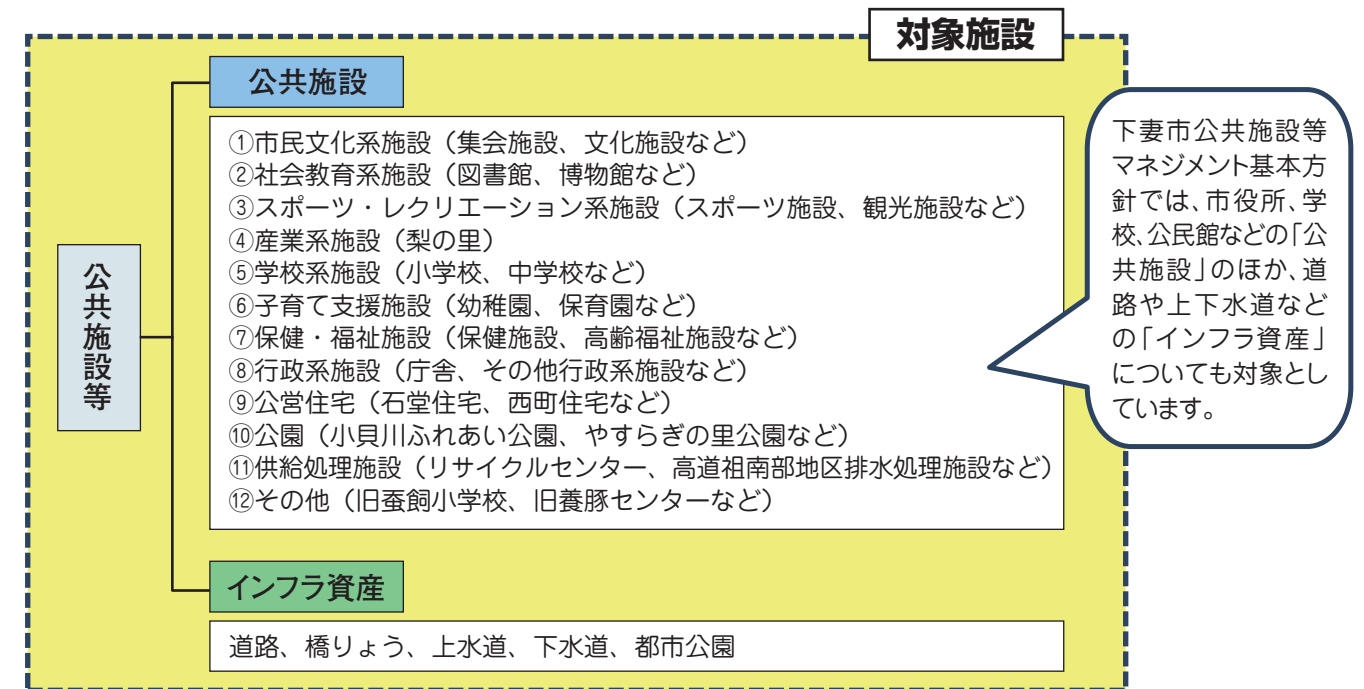 対象施設
公共施設等
公共施設
①市民文化系施設（集会施設、文化施設など）
②社会教育系施設（図書館、博物館など）
③スポーツ・レクリエーション系施設（スポーツ施設、観光施設など）
④産業系施設（梨の里）
⑤学校系施設（小学校、中学校など）
⑥子育て支援施設（幼稚園、保育園など）
⑦保健・福祉施設（保健施設、高齢福祉施設など）
⑧行政系施設（庁舎、その他行政系施設など）
⑨公営住宅（石堂住宅、西町住宅など）
⑩公園（小貝川ふれあい公園、やすらぎの里公園など）
⑪供給処理施設（リサイクルセンター、高道祖南部地区排水処理施設など）
⑫その他（旧蚕飼小学校、旧養豚センターなど）
インフラ資産
道路、橋りょう、上水道、下水道、都市公園
下妻市公共施設等
マネジメント基本方
針では、市役所、学
校、公民館などの「公
共施設」のほか、道
路や上下水道など
の「インフラ資産」
についても対象とし
ています。